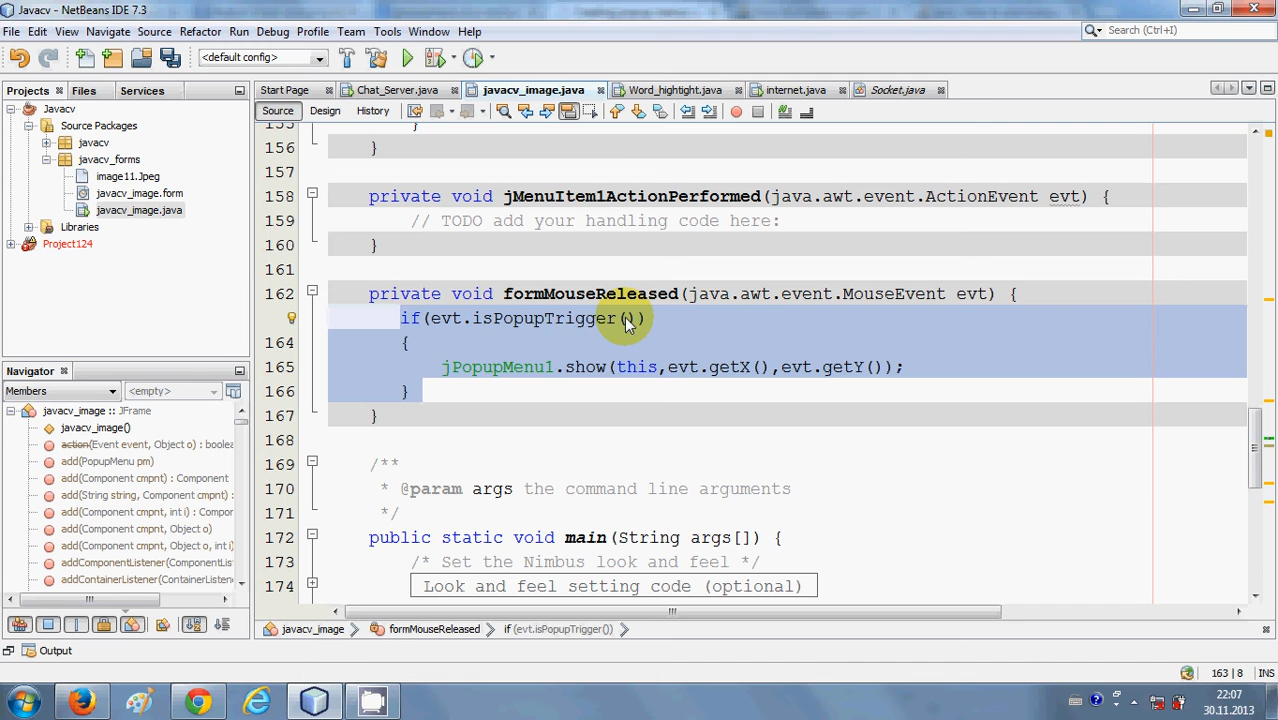 Javacv - NetBeans IDE 7.3
File Edit View Navigate Source Refactor Run Debug Profile Team Tools Window Help
Search (Ctrl+I)
<default config>
Projects Files Services
Start Page Chat_Server.java javacv_image.java Word_hightight.java internet.java Socket.java
Source Design History
Javacv
Source Packages
javacv
javacv_forms
image11.Jpeg
javacv_image.form
javacv_image.java
Libraries
Project124
155 }
156 }
157
158 private void jMenuItem1ActionPerformed(java.awt.event.ActionEvent evt) {
159 // TODO add your handling code here:
160 }
161
162 private void formMouseReleased(java.awt.event.MouseEvent evt) {
if(evt.isPopupTrigger())
164 {
165 jPopupMenu1.show(this,evt.getX(),evt.getY());
166 }
167 }
168
169 /**
170 * @param args the command line arguments
171 */
172 public static void main(String args[]) {
173 /* Set the Nimbus look and feel */
174 Look and feel setting code (optional)
Navigator
Members <empty>
javacv_image :: JFrame
javacv_image()
action(Event event, Object o) : boolea
add(PopupMenu pm)
add(Component cmpnt) : Component
add(String string, Component cmpnt)
add(Component cmpnt, int i) : Compo
add(Component cmpnt, Object o)
add(Component cmpnt, Object o, int i)
addComponentListener(ComponentL
addContainerListener(ContainerListen
javacv_image formMouseReleased if (evt.isPopupTrigger())
Output
163 | 8 INS
22:07
30.11.2013